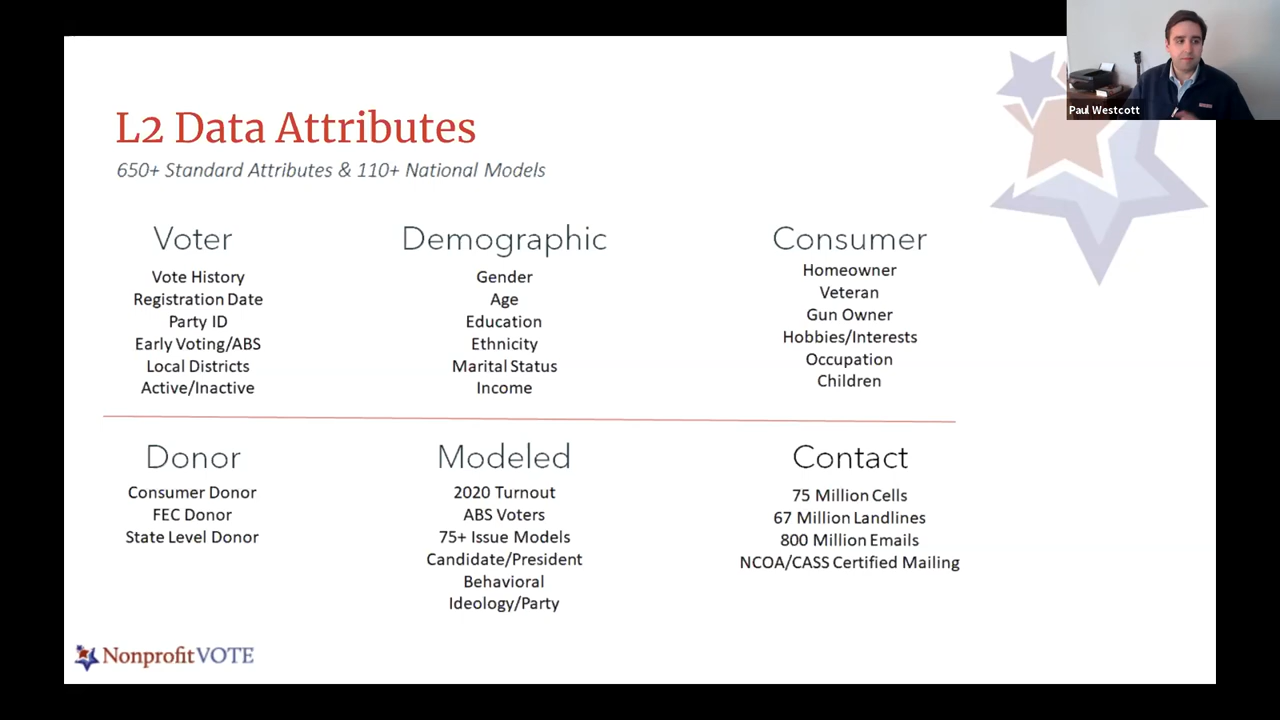 Paul Westcott
L2 Data Attributes
650+ Standard Attributes & 110+ National Models
Voter
Vote History
Registration Date
Party ID
Early Voting/ABS
Local Districts
Active/Inactive
Demographic
Gender
Age
Education
Ethnicity
Marital Status
Income
Consumer
Homeowner
Veteran
Gun Owner
Hobbies/Interests
Occupation
Children
Donor
Consumer Donor
FEC Donor
State Level Donor
Modeled
2020 Turnout
ABS Voters
75+ Issue Models
Candidate/President
Behavioral
Ideology/Party
Contact
75 Million Cells
67 Million Landlines
800 Million Emails
NCOA/CASS Certified Mailing
NonprofitVOTE